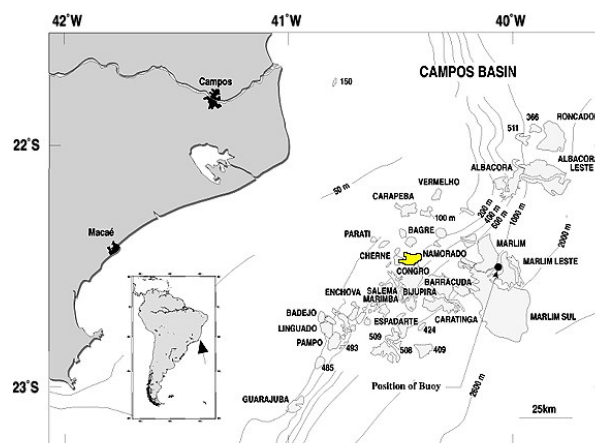 42°W
41°W
40°W
CAMPOS BASIN
Campos
150
366
RONCADOR
511
22°S
ALBACORA
ALBACORA
LESTE
50 m
VERMELHO
CARAPEBA
100 m
200 m
400 m
600 m
1000 m
2000 m
Macaé
PARATI
BAGRE
MARLIM
CHERNE
NAMORADO
MARLIM LESTE
CONGRO
BARRACUDA
ENCHOVA
SALEMA
BIJUPIRA
MARIMBA
BADEJO
ESPADARTE
CARATINGA
MARLIM SUL
LINGUADO
509
424
PAMPO
493
508
409
23°S
485
Position of Buoy
2600 m
GUARAJUBA
25km